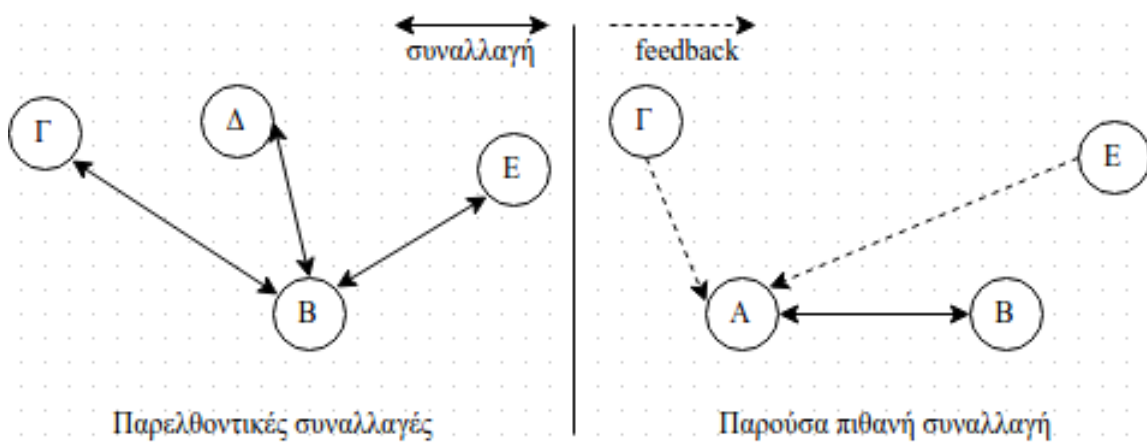 συναλλαγή
feedback
Γ
Δ
Ε
Β
Γ
Ε
Α
Β
Παρελθοντικές συναλλαγές
Παρούσα πιθανή συναλλαγή